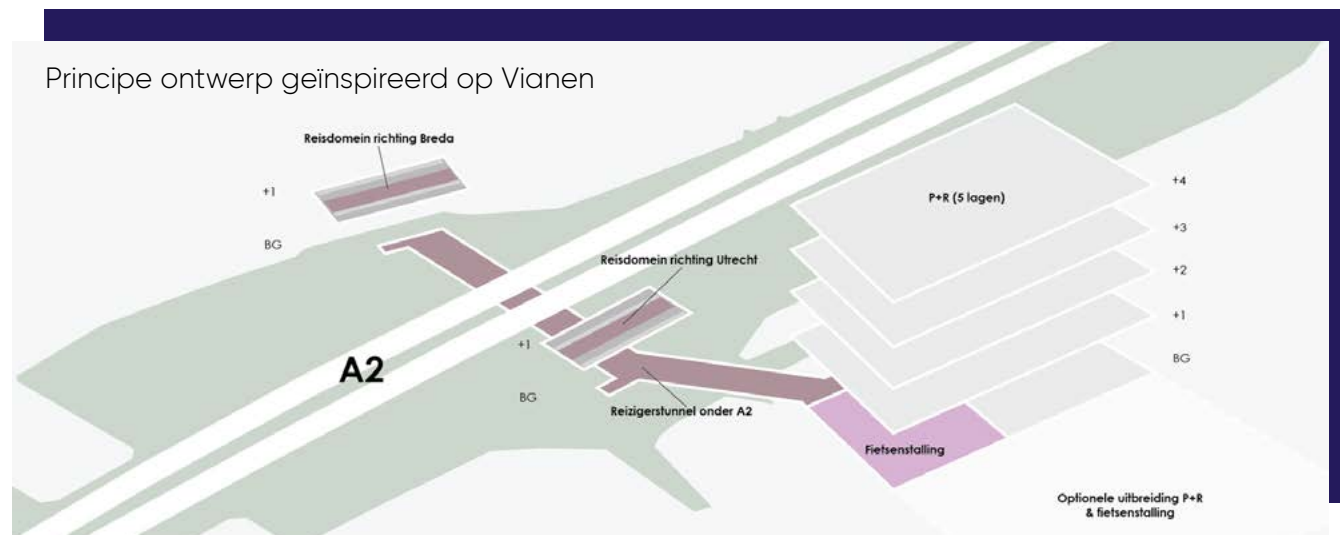 Principe ontwerp geïnspireerd op Vianen
Reisdomein richting Breda
+1
BG
P+R (5 lagen)
+4
+3
+2
+1
BG
Reisdomein richting Utrecht
+1
A2
BG
Reizigerstunnel onder A2
Fietsenstalling
Optionele uitbreiding P+R
& fietsenstalling